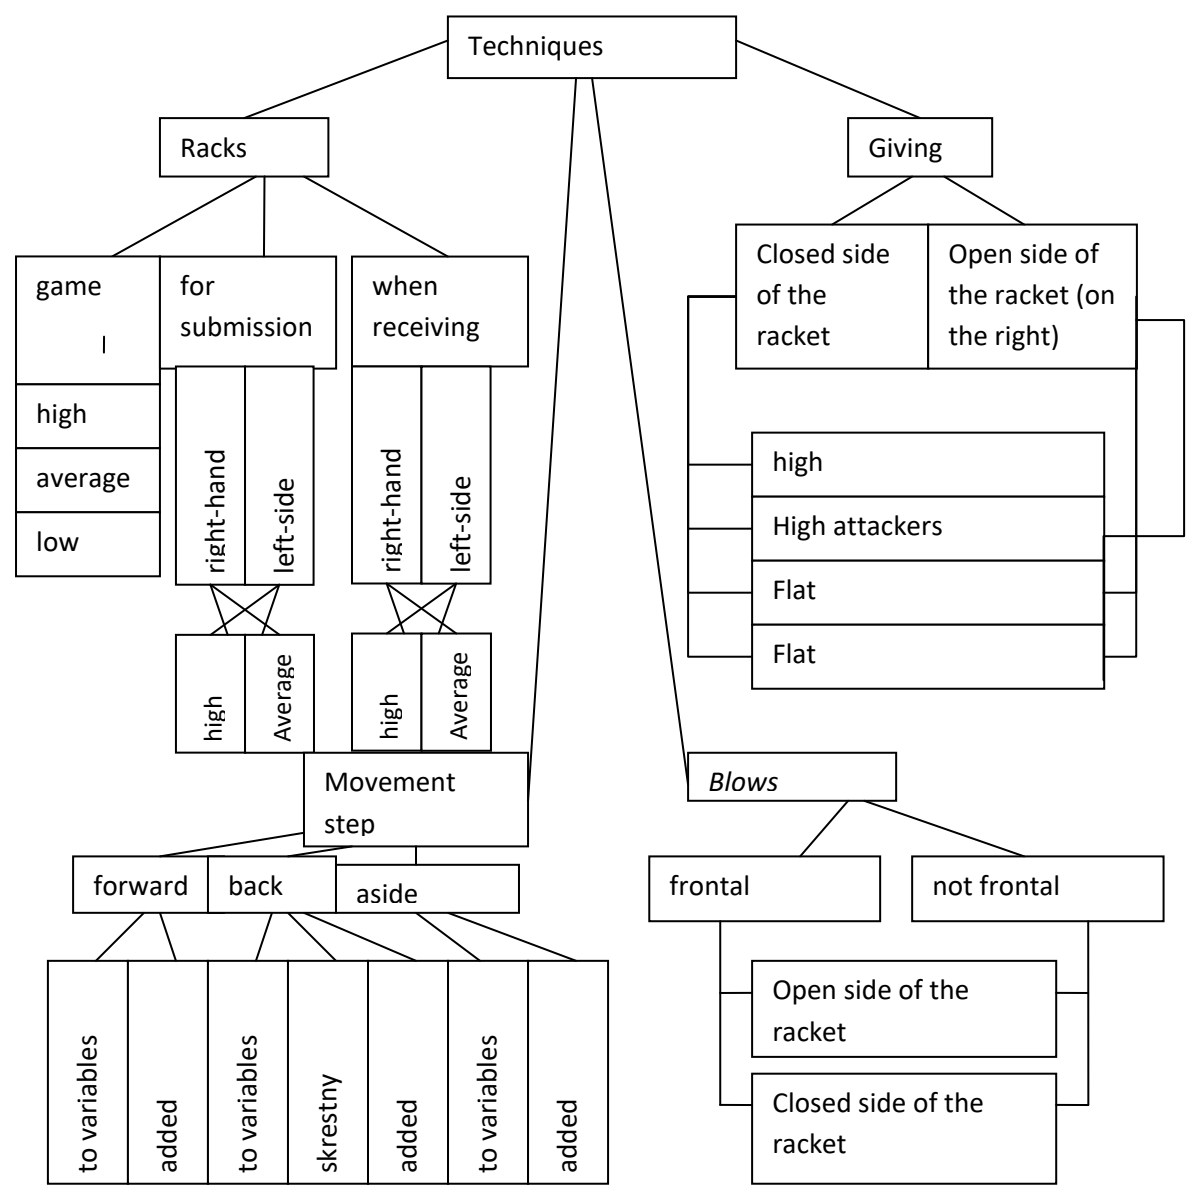 Techniques
Racks
Giving
game
for
submission
when
receiving
Closed side
of the
racket
Open side of
the racket (on
the right)
high
average
low
right-hand
left-side
right-hand
left-side
high
High attackers
Flat
Flat
high
Average
high
Average
Movement
step
Blows
forward
back
aside
frontal
not frontal
to variables
added
to variables
skrestny
added
to variables
added
Open side of the
racket
Closed side of the
racket